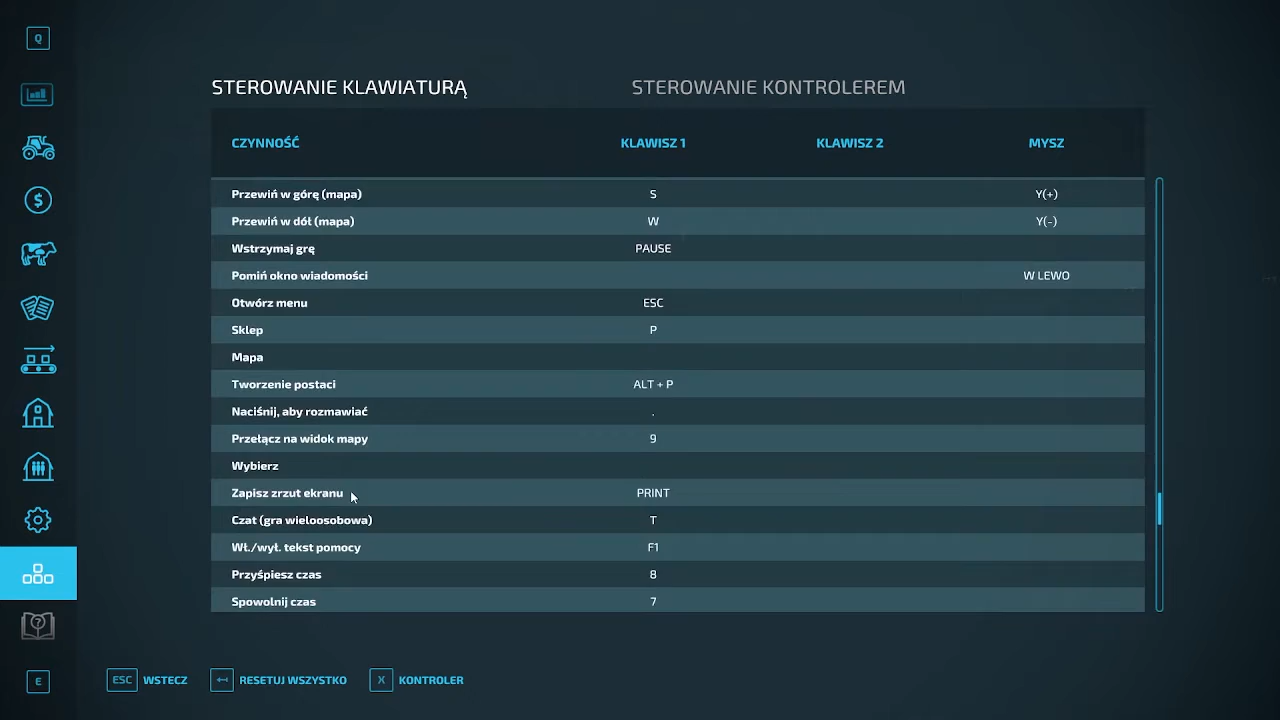 Q
STEROWANIE KLAWIATURĄ STEROWANIE KONTROLEREM
CZYNNOŚĆ KLAWISZ 1 KLAWISZ 2 MYSZ
Przewiń w górę (mapa) S Y(+)
Przewiń w dół (mapa) W Y(-)
Wstrzymaj grę PAUSE
Pomiń okno wiadomości W LEWO
Otwórz menu ESC
Sklep P
Mapa
Tworzenie postaci ALT + P
Naciśnij, aby rozmawiać .
Przełącz na widok mapy 9
Wybierz
Zapisz zrzut ekranu PRINT
Czat (gra wieloosobowa) T
Wł./wył. tekst pomocy F1
Przyśpiesz czas 8
Spowolnij czas 7
E ESC WSTECZ RESETUJ WSZYSTKO X KONTROLER